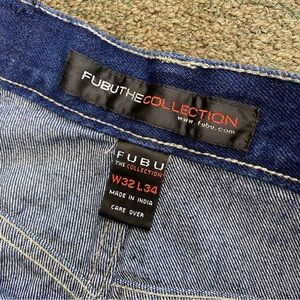 FUBUTHECOLLECTION
www.fubu.com
FUBU
THE COLLECTION
W32 L34
MADE IN INDIA
CARE OVER